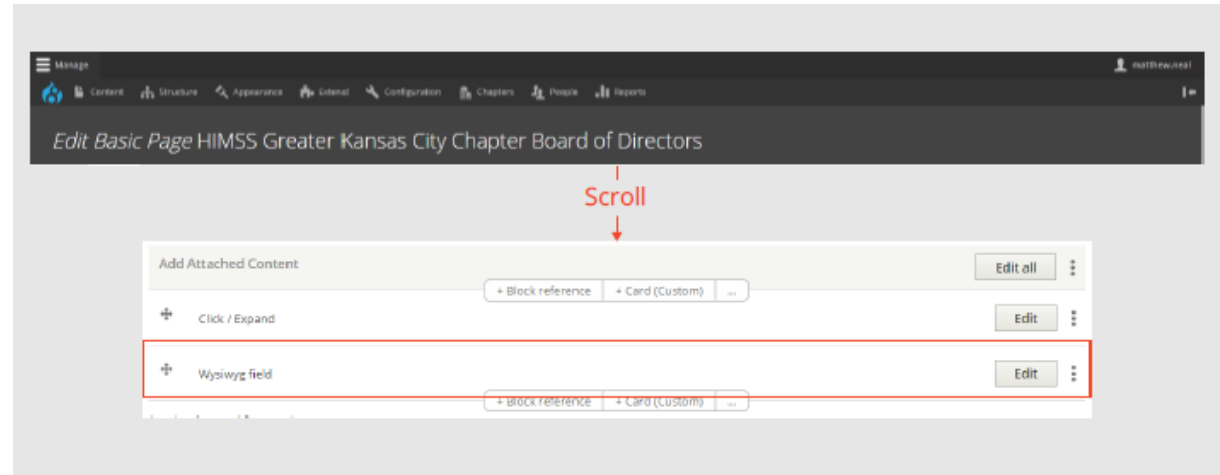 Manage
matthew.neal
Content Structure Appearance Extend Configuration Chapters People Reports
Edit Basic Page HIMSS Greater Kansas City Chapter Board of Directors
Scroll
Add Attached Content
Edit all
+ Block reference + Card (Custom) ...
Click / Expand
Edit
Wysiwyg field
Edit
+ Block reference + Card (Custom) ...